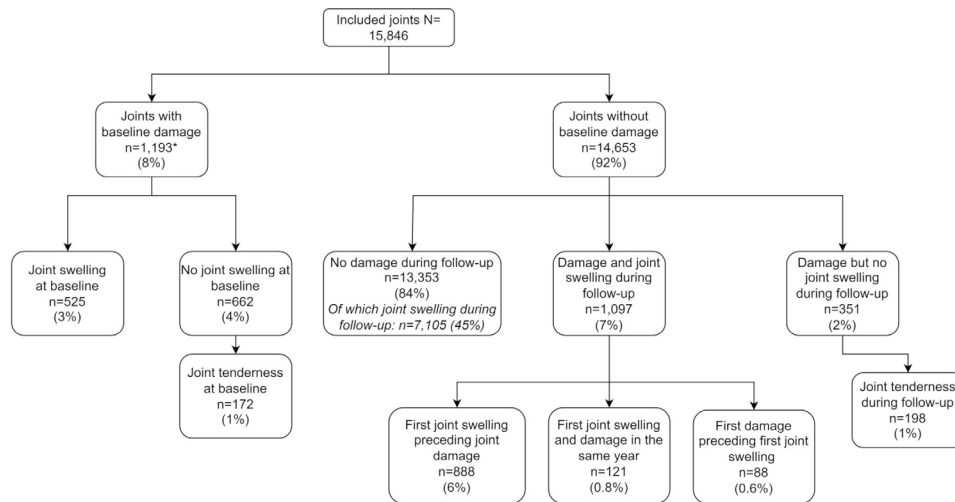 Included joints N=
15,846
Joints with
baseline damage
n=1,193*
(8%)
Joints without
baseline damage
n=14,653
(92%)
Joint swelling
at baseline
n=525
(3%)
No joint swelling at
baseline
n=662
(4%)
No damage during follow-up
n=13,353
(84%)
Of which joint swelling during
follow-up: n=7,105 (45%)
Damage and joint
swelling during
follow-up
n=1,097
(7%)
Damage but no
joint swelling
during follow-up
n=351
(2%)
Joint tenderness
at baseline
n=172
(1%)
Joint tenderness
during follow-up
n=198
(1%)
First joint swelling
preceding joint
damage
n=888
(6%)
First joint swelling
and damage in the
same year
n=121
(0.8%)
First damage
preceding first joint
swelling
n=88
(0.6%)